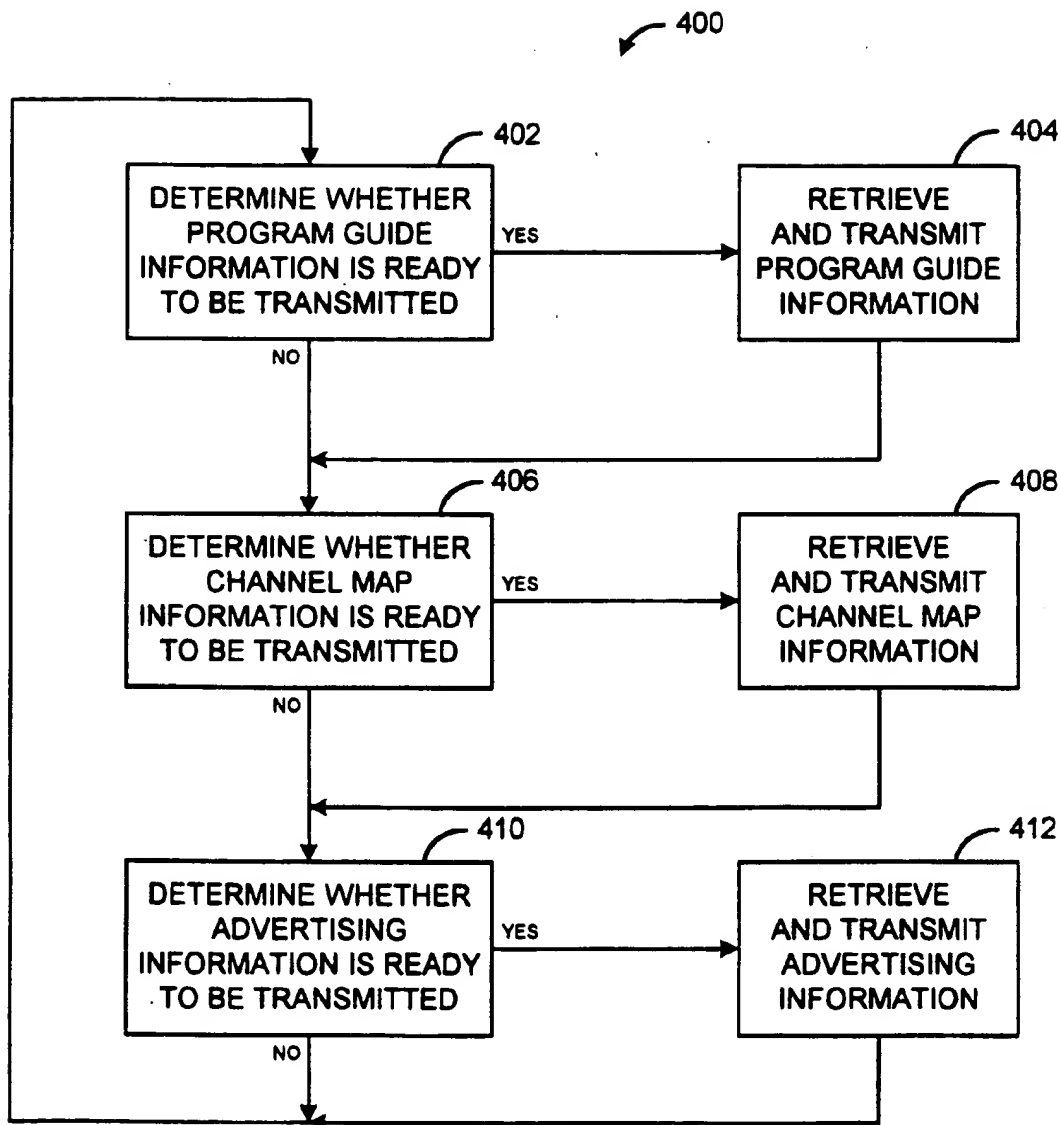 400
402
DETERMINE WHETHER
PROGRAM GUIDE
INFORMATION IS READY
TO BE TRANSMITTED
YES
NO
404
RETRIEVE
AND TRANSMIT
PROGRAM GUIDE
INFORMATION
406
DETERMINE WHETHER
CHANNEL MAP
INFORMATION IS READY
TO BE TRANSMITTED
YES
NO
408
RETRIEVE
AND TRANSMIT
CHANNEL MAP
INFORMATION
410
DETERMINE WHETHER
ADVERTISING
INFORMATION IS READY
TO BE TRANSMITTED
YES
NO
412
RETRIEVE
AND TRANSMIT
ADVERTISING
INFORMATION